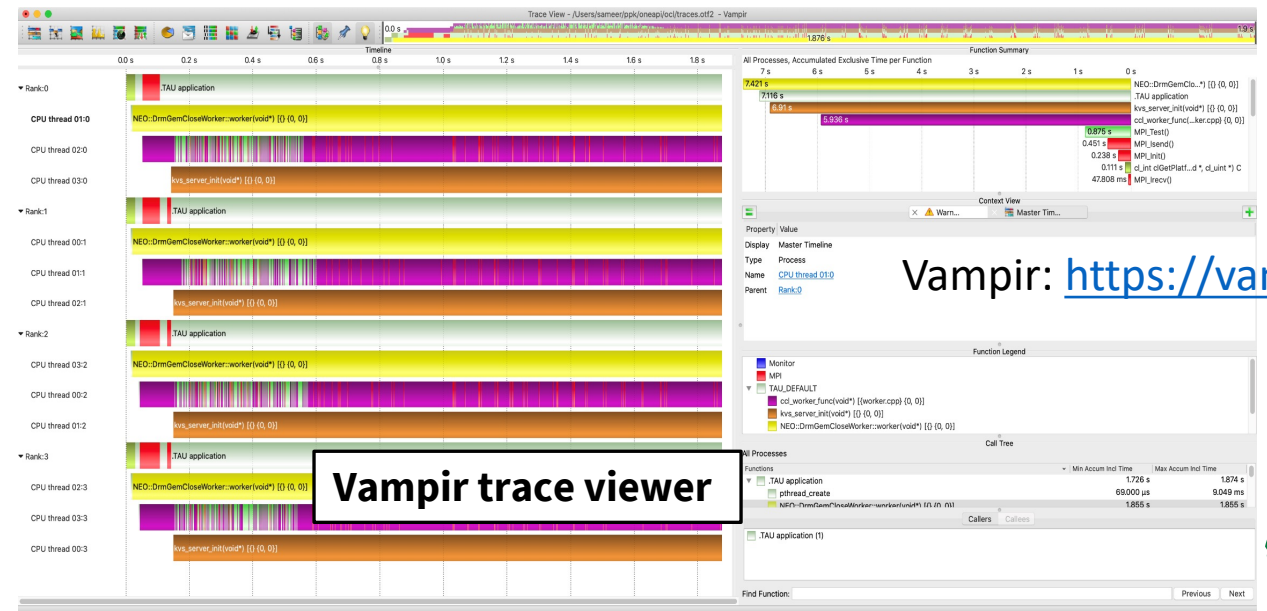 Trace View - /Users/sameer/ppk/oneapi/ocl/traces.otf2 - Vampir
0.0 s
1.876 s
1.9 s
Timeline
0.0 s 0.2 s 0.4 s 0.6 s 0.8 s 1.0 s 1.2 s 1.4 s 1.6 s 1.8 s
Rank:0
.TAU application
CPU thread 01:0
NEO::DrmGemCloseWorker::worker(void*) [{} {0, 0}]
CPU thread 02:0
CPU thread 03:0
kvs_server_init(void*) [{} {0, 0}]
Rank:1
.TAU application
CPU thread 00:1
NEO::DrmGemCloseWorker::worker(void*) [{} {0, 0}]
CPU thread 01:1
CPU thread 02:1
kvs_server_init(void*) [{} {0, 0}]
Rank:2
.TAU application
CPU thread 03:2
NEO::DrmGemCloseWorker::worker(void*) [{} {0, 0}]
CPU thread 00:2
CPU thread 01:2
kvs_server_init(void*) [{} {0, 0}]
Rank:3
.TAU application
CPU thread 02:3
NEO::DrmGemCloseWorker::worker(void*) [{} {0, 0}]
CPU thread 03:3
CPU thread 00:3
kvs_server_init(void*) [{} {0, 0}]
Vampir trace viewer
Function Summary
All Processes, Accumulated Exclusive Time per Function
7 s 6 s 5 s 4 s 3 s 2 s 1 s 0 s
7.421 s NEO::DrmGemClo...*) [{} {0, 0}]
7.116 s .TAU application
6.91 s kvs_server_init(void*) [{} {0, 0}]
5.936 s ccl_worker_func(...ker.cpp} {0, 0}]
0.875 s MPI_Test()
0.451 s MPI_Isend()
0.238 s MPI_Init()
0.111 s cl_int clGetPlatf...d *, cl_uint *) C
47.808 ms MPI_Irecv()
Context View
Warn... Master Tim...
Property Value
Display Master Timeline
Type Process
Name CPU thread 01:0
Parent Rank:0
Vampir: https://va
Function Legend
Monitor
MPI
TAU_DEFAULT
ccl_worker_func(void*) [{worker.cpp} {0, 0}]
kvs_server_init(void*) [{} {0, 0}]
NEO::DrmGemCloseWorker::worker(void*) [{} {0, 0}]
Call Tree
All Processes
Functions Min Accum Incl Time Max Accum Incl Time
.TAU application 1.726 s 1.874 s
pthread_create 69.000 µs 9.049 ms
NEO::DrmGemCloseWorker::worker(void*) [{} {0, 0}] 1.855 s 1.855 s
Callers Callees
.TAU application (1)
Find Function: Previous Next